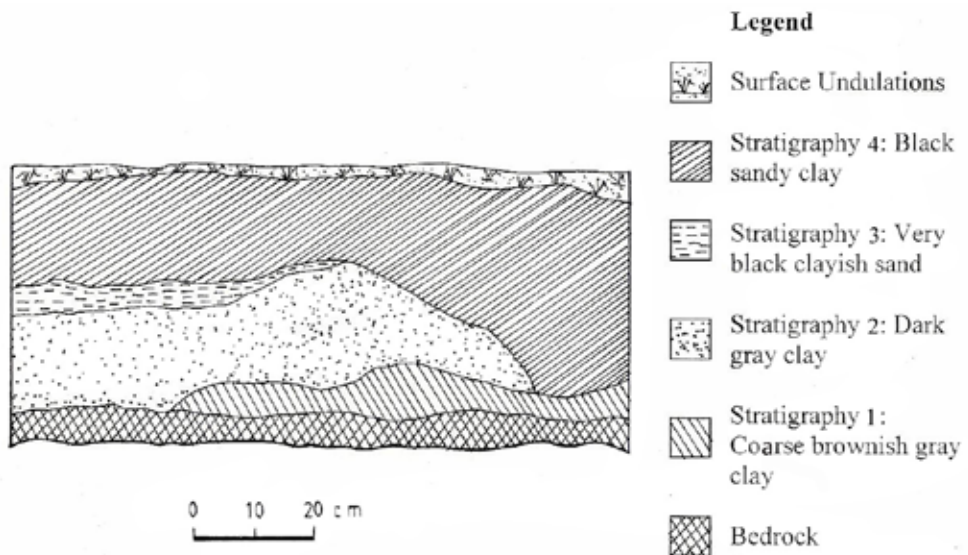 Legend
Surface Undulations
Stratigraphy 4: Black
sandy clay
Stratigraphy 3: Very
black clayish sand
Stratigraphy 2: Dark
gray clay
Stratigraphy 1:
Coarse brownish gray
clay
Bedrock
0 10 20 cm